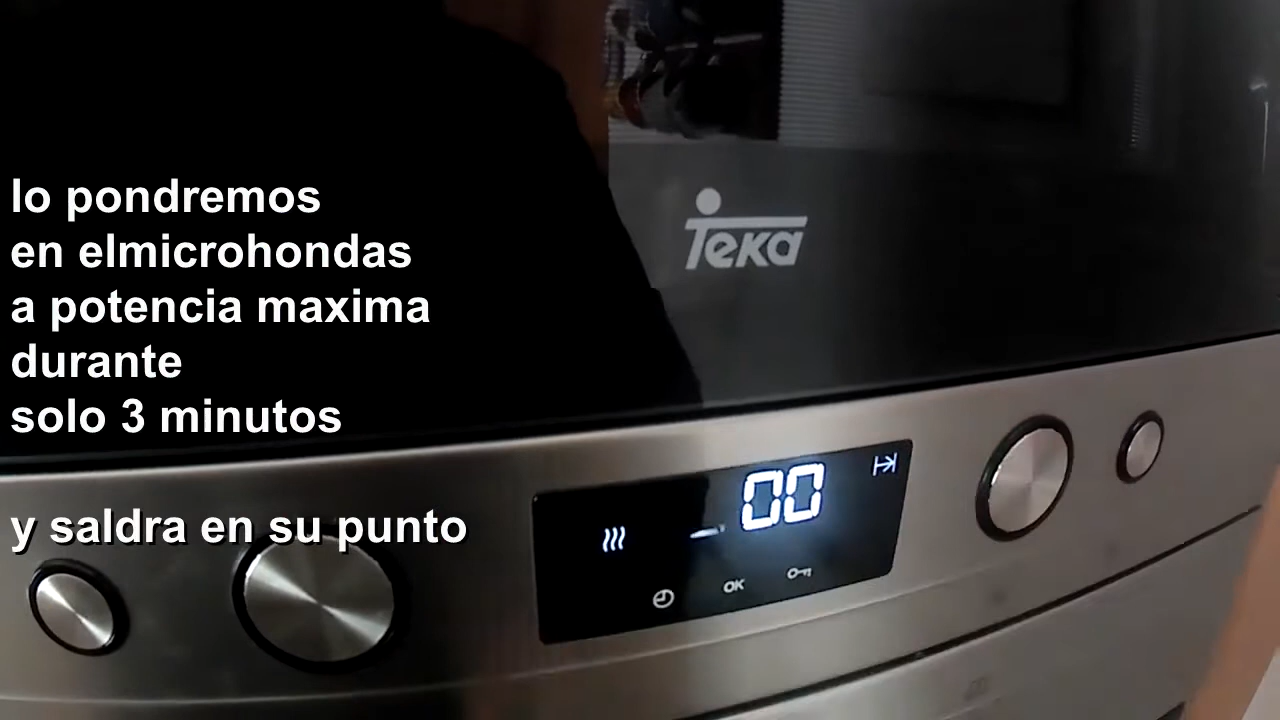 lo pondremos
en elmicrohondas
a potencia maxima
durante
solo 3 minutos
y saldra en su punto
Teka
00
OK